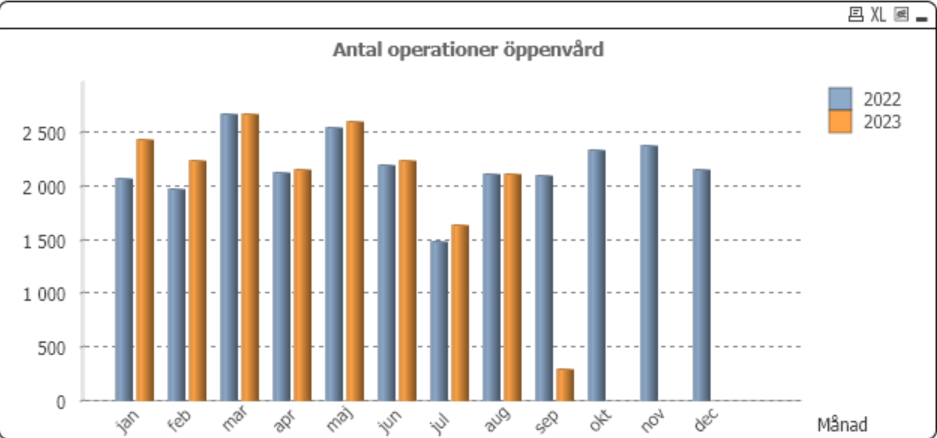 XL
Antal operationer öppenvård
2022
2023
2 500
2 000
1 500
1 000
500
0
jan feb mar apr maj jun jul aug sep okt nov dec
Månad